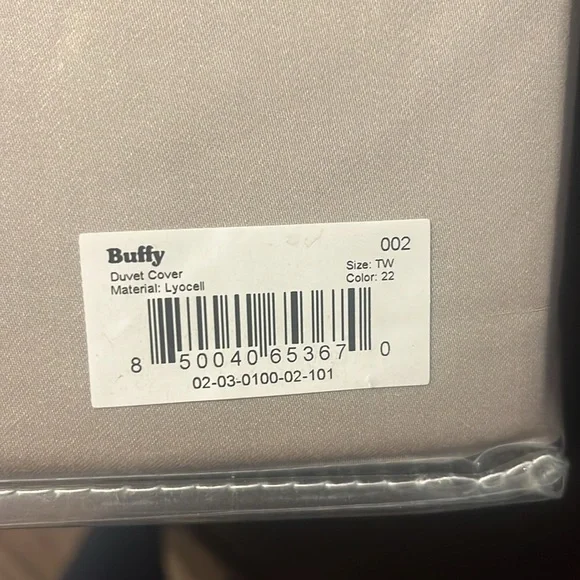 Buffy 002
Duvet Cover Size: TW
Material: Lyocell Color: 22
8 50040 65367 0
02-03-0100-02-101